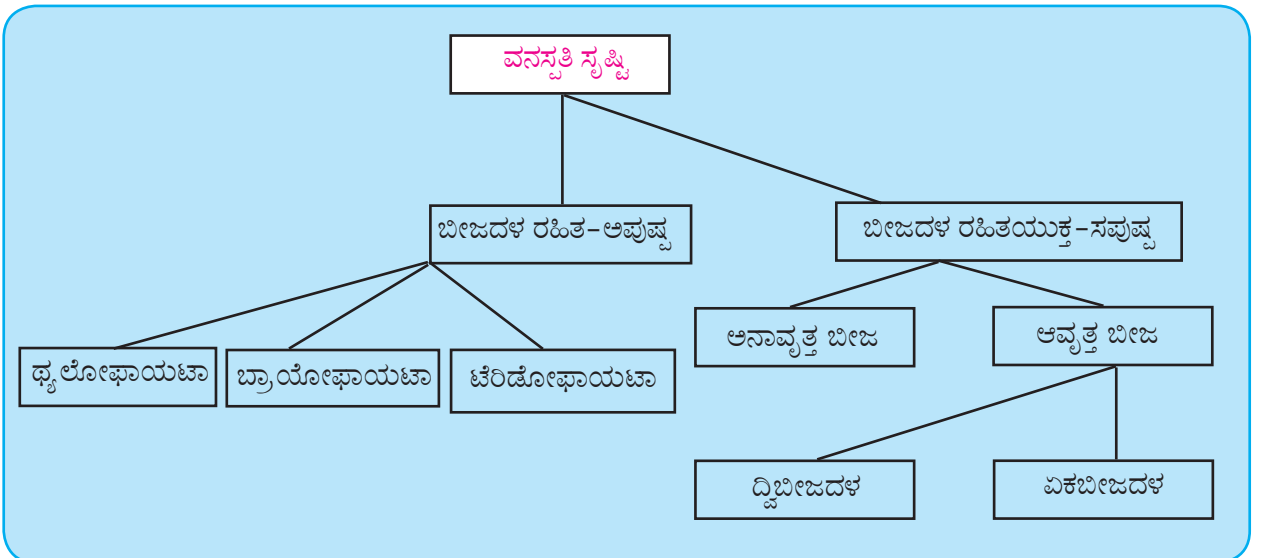 ವನಸ್ಪತಿ ಸೃಷ್ಟಿ
ಬೀಜದಳ ರಹಿತ-ಅಪುಷ್ಪ
ಬೀಜದಳ ರಹಿತಯುಕ್ತ-ಸಪುಷ್ಪ
ಅನಾವೃತ್ತ ಬೀಜ
ಆವೃತ್ತ ಬೀಜ
ಥ್ಯಲೋಫಾಯಟಾ
ಬ್ರಾಯೋಫಾಯಟಾ
ಟೆರಿಡೋಫಾಯಟಾ
ದ್ವಿಬೀಜದಳ
ಏಕಬೀಜದಳ